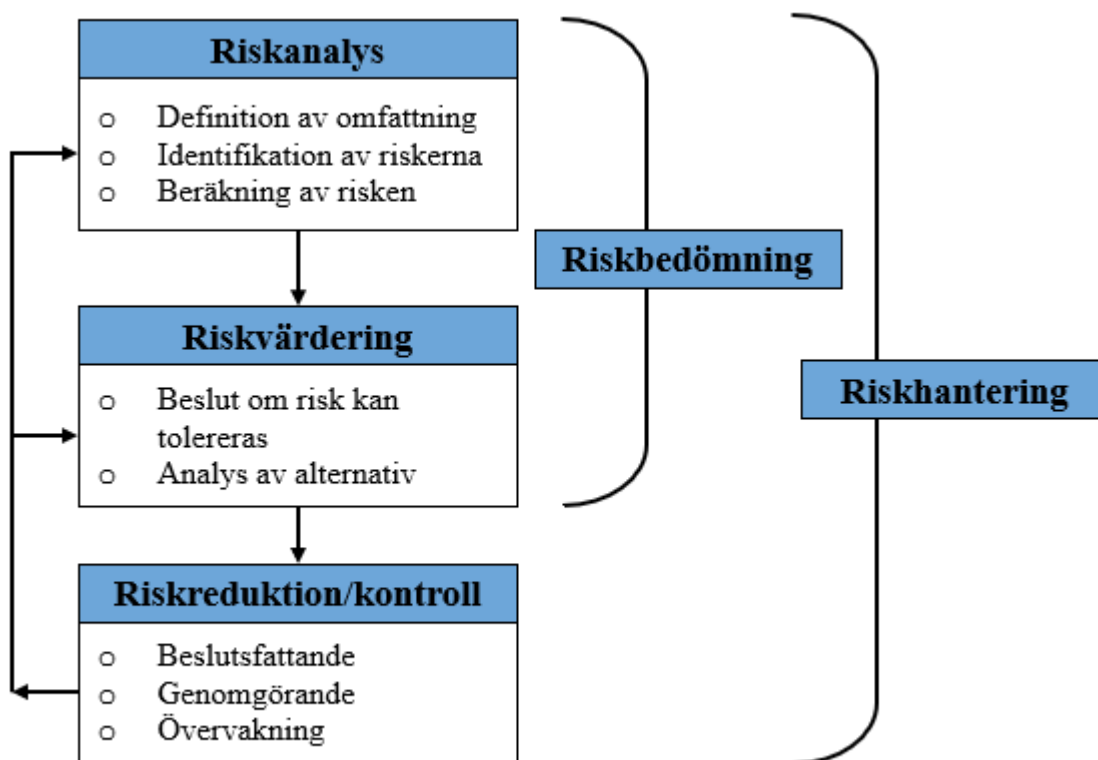 Riskanalys
o Definition av omfattning
o Identifikation av riskerna
o Beräkning av risken
Riskbedömning
Riskvärdering
o Beslut om risk kan
tolereras
o Analys av alternativ
Riskhantering
Riskreduktion/kontroll
o Beslutsfattande
o Genomgörande
o Övervakning